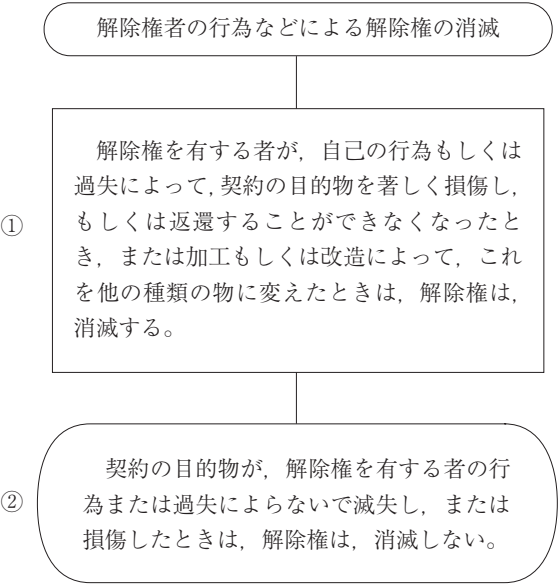 解除権者の行為などによる解除権の消滅
①
解除権を有する者が，自己の行為もしくは
過失によって，契約の目的物を著しく損傷し，
もしくは返還することができなくなったと
き，または加工もしくは改造によって，これ
を他の種類の物に変えたときは，解除権は，
消滅する。
②
契約の目的物が，解除権を有する者の行
為または過失によらないで滅失し，または
損傷したときは，解除権は，消滅しない。